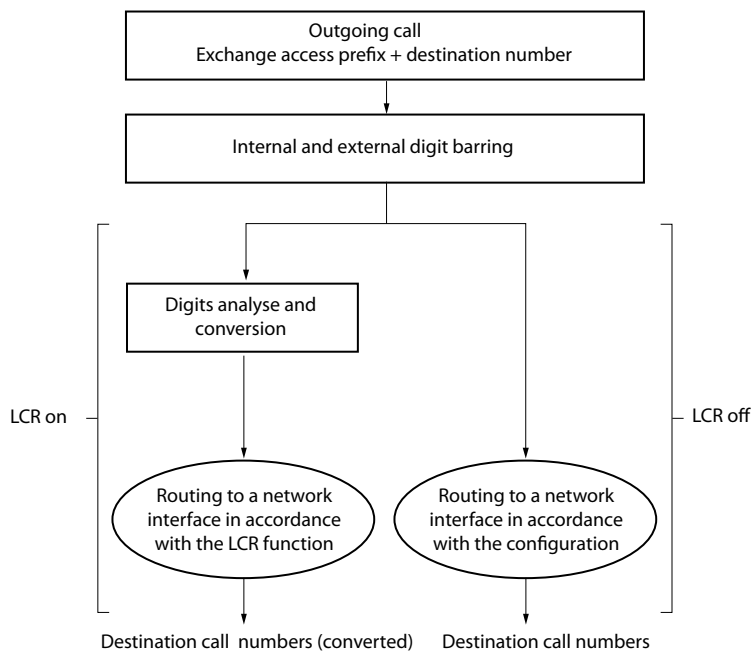 Outgoing call
Exchange access prefix + destination number
Internal and external digit barring
Digits analyse and
conversion
LCR on
LCR off
Routing to a network
interface in accordance
with the LCR function
Routing to a network
interface in accordance
with the configuration
Destination call numbers (converted)
Destination call numbers